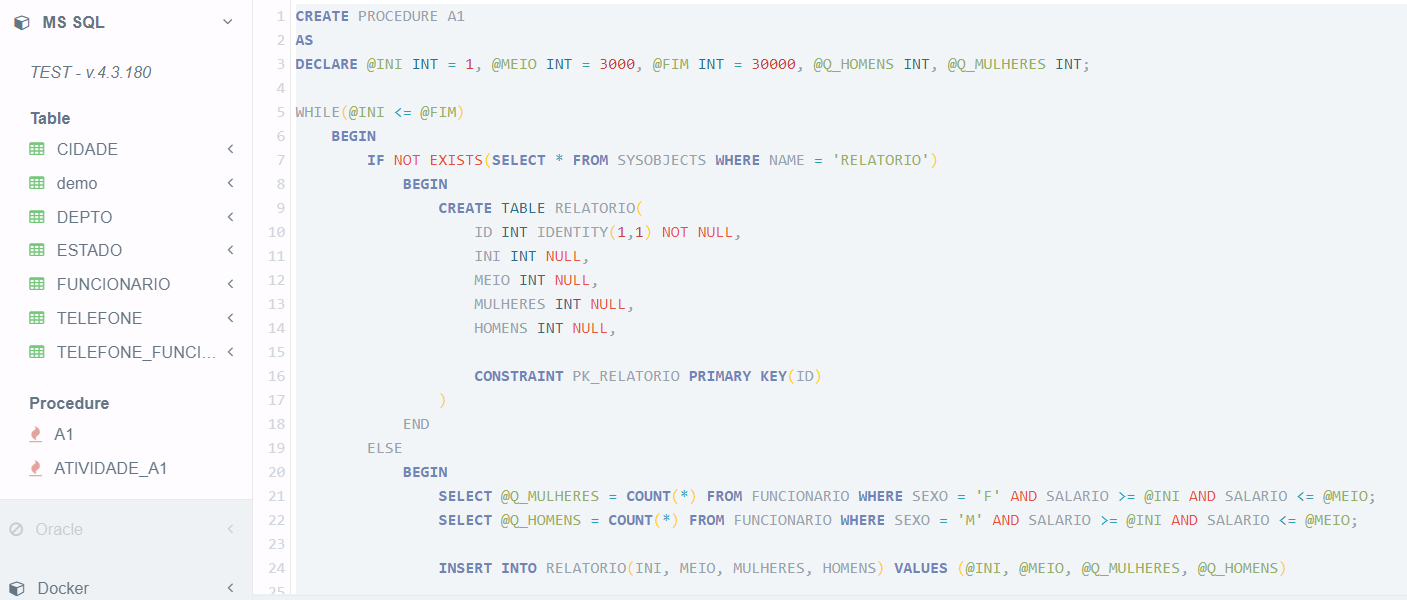 MS SQL
TEST - v.4.3.180
Table
CIDADE
demo
DEPTO
ESTADO
FUNCIONARIO
TELEFONE
TELEFONE_FUNCI...
Procedure
A1
ATIVIDADE_A1
Oracle
Docker
1 CREATE PROCEDURE A1
2 AS
3 DECLARE @INI INT = 1, @MEIO INT = 3000, @FIM INT = 30000, @Q_HOMENS INT, @Q_MULHERES INT;
4
5 WHILE(@INI <= @FIM)
6 BEGIN
7 IF NOT EXISTS(SELECT * FROM SYSOBJECTS WHERE NAME = 'RELATORIO')
8 BEGIN
9 CREATE TABLE RELATORIO(
10 ID INT IDENTITY(1,1) NOT NULL,
11 INI INT NULL,
12 MEIO INT NULL,
13 MULHERES INT NULL,
14 HOMENS INT NULL,
15
16 CONSTRAINT PK_RELATORIO PRIMARY KEY(ID)
17 )
18 END
19 ELSE
20 BEGIN
21 SELECT @Q_MULHERES = COUNT(*) FROM FUNCIONARIO WHERE SEXO = 'F' AND SALARIO >= @INI AND SALARIO <= @MEIO;
22 SELECT @Q_HOMENS = COUNT(*) FROM FUNCIONARIO WHERE SEXO = 'M' AND SALARIO >= @INI AND SALARIO <= @MEIO;
23
24 INSERT INTO RELATORIO(INI, MEIO, MULHERES, HOMENS) VALUES (@INI, @MEIO, @Q_MULHERES, @Q_HOMENS)
25